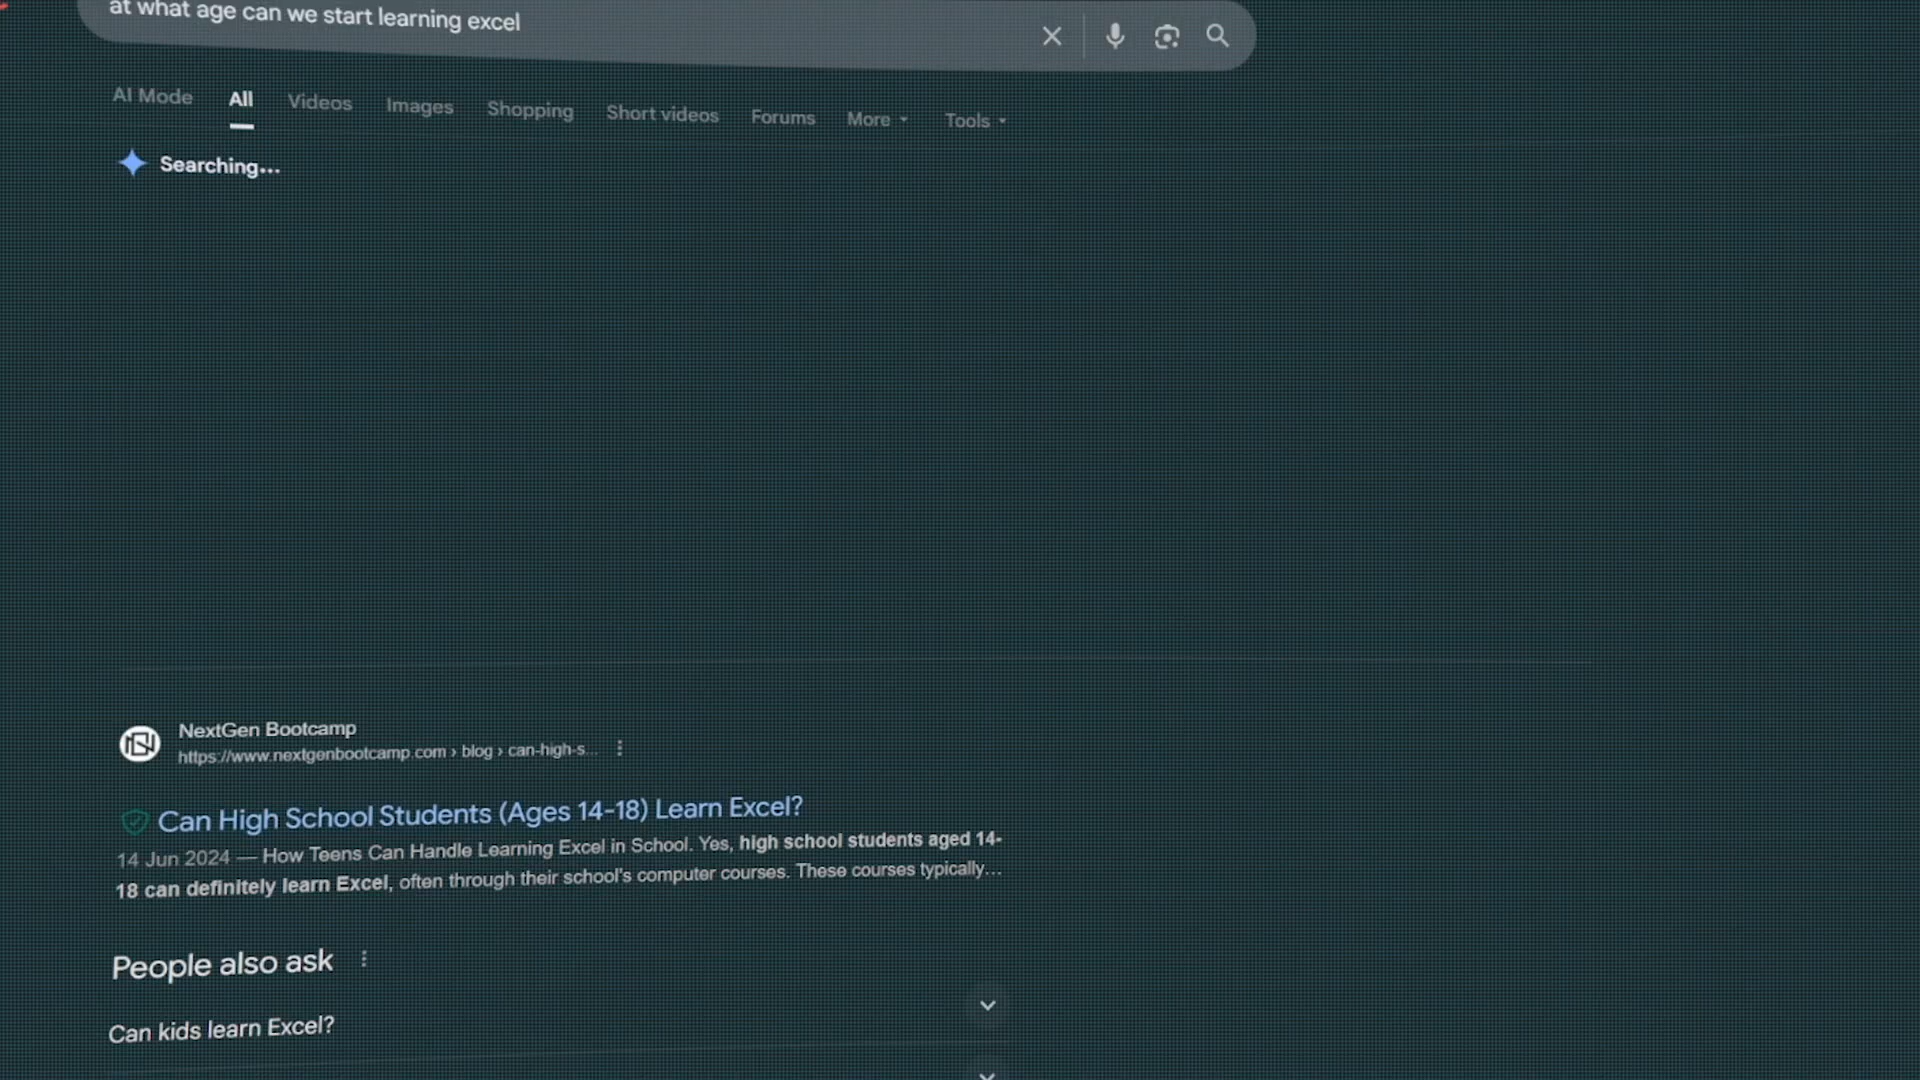 at what age can we start learning excel
AI Mode All Videos Images Shopping Short videos Forums More Tools
Searching...
NextGen Bootcamp
https://www.nextgenbootcamp.com › blog › can-high-s...
Can High School Students (Ages 14-18) Learn Excel?
14 Jun 2024 — How Teens Can Handle Learning Excel in School. Yes, high school students aged 14-
18 can definitely learn Excel, often through their school's computer courses. These courses typically...
People also ask
Can kids learn Excel?